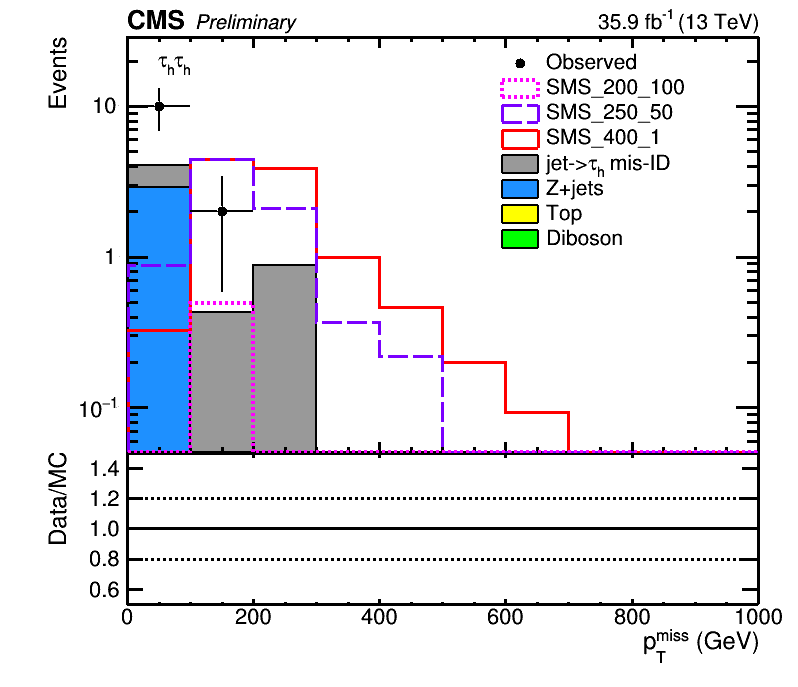 CMS Preliminary 35.9 fb⁻¹ (13 TeV)
Events
τₕτₕ
Observed
SMS_200_100
SMS_250_50
SMS_400_1
jet->τₕ mis-ID
Z+jets
Top
Diboson
10
1
10⁻¹
Data/MC
1.4
1.2
1.0
0.8
0.6
0 200 400 600 800 1000
p_T^miss (GeV)